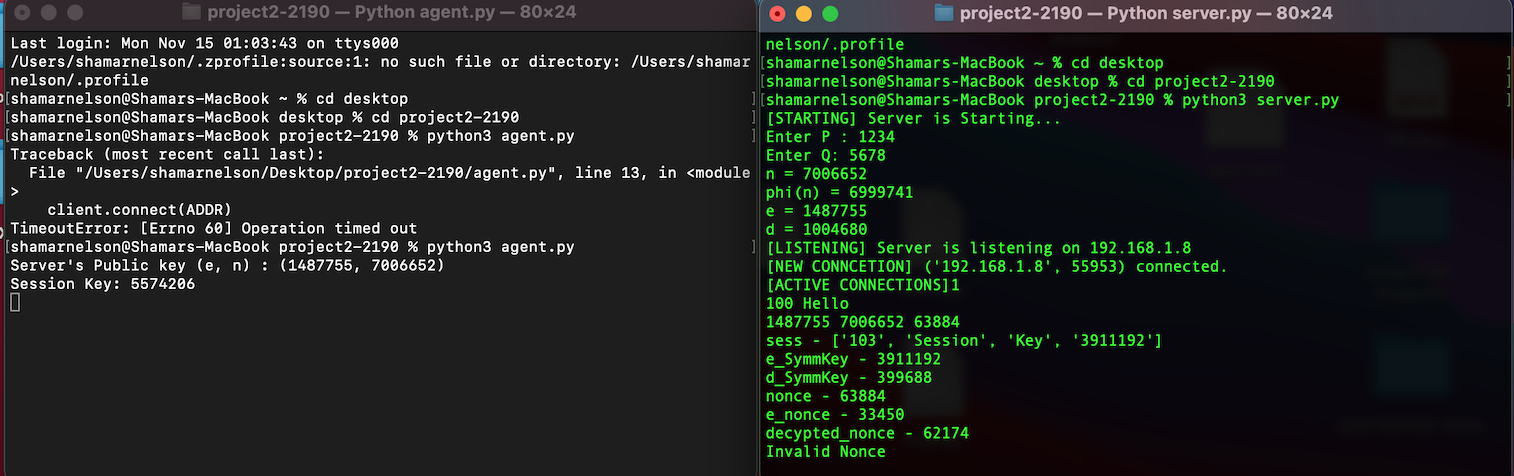 project2-2190 — Python agent.py — 80×24
Last login: Mon Nov 15 01:03:43 on ttys000
/Users/shamarnelson/.zprofile:source:1: no such file or directory: /Users/shamar
nelson/.profile
[shamarnelson@Shamars-MacBook ~ % cd desktop ]
[shamarnelson@Shamars-MacBook desktop % cd project2-2190 ]
[shamarnelson@Shamars-MacBook project2-2190 % python3 agent.py ]
Traceback (most recent call last):
  File "/Users/shamarnelson/Desktop/project2-2190/agent.py", line 13, in <module
>
    client.connect(ADDR)
TimeoutError: [Errno 60] Operation timed out
[shamarnelson@Shamars-MacBook project2-2190 % python3 agent.py ]
Server's Public key (e, n) : (1487755, 7006652)
Session Key: 5574206
project2-2190 — Python server.py — 80×24
nelson/.profile
[shamarnelson@Shamars-MacBook ~ % cd desktop ]
[shamarnelson@Shamars-MacBook desktop % cd project2-2190 ]
[shamarnelson@Shamars-MacBook project2-2190 % python3 server.py ]
[STARTING] Server is Starting...
Enter P : 1234
Enter Q: 5678
n = 7006652
phi(n) = 6999741
e = 1487755
d = 1004680
[LISTENING] Server is listening on 192.168.1.8
[NEW CONNCETION] ('192.168.1.8', 55953) connected.
[ACTIVE CONNECTIONS]1
100 Hello
1487755 7006652 63884
sess - ['103', 'Session', 'Key', '3911192']
e_SymmKey - 3911192
d_SymmKey - 399688
nonce - 63884
e_nonce - 33450
decypted_nonce - 62174
Invalid Nonce